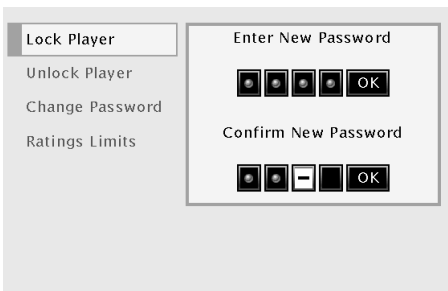 Lock Player
Unlock Player
Change Password
Ratings Limits
Enter New Password
OK
Confirm New Password
OK